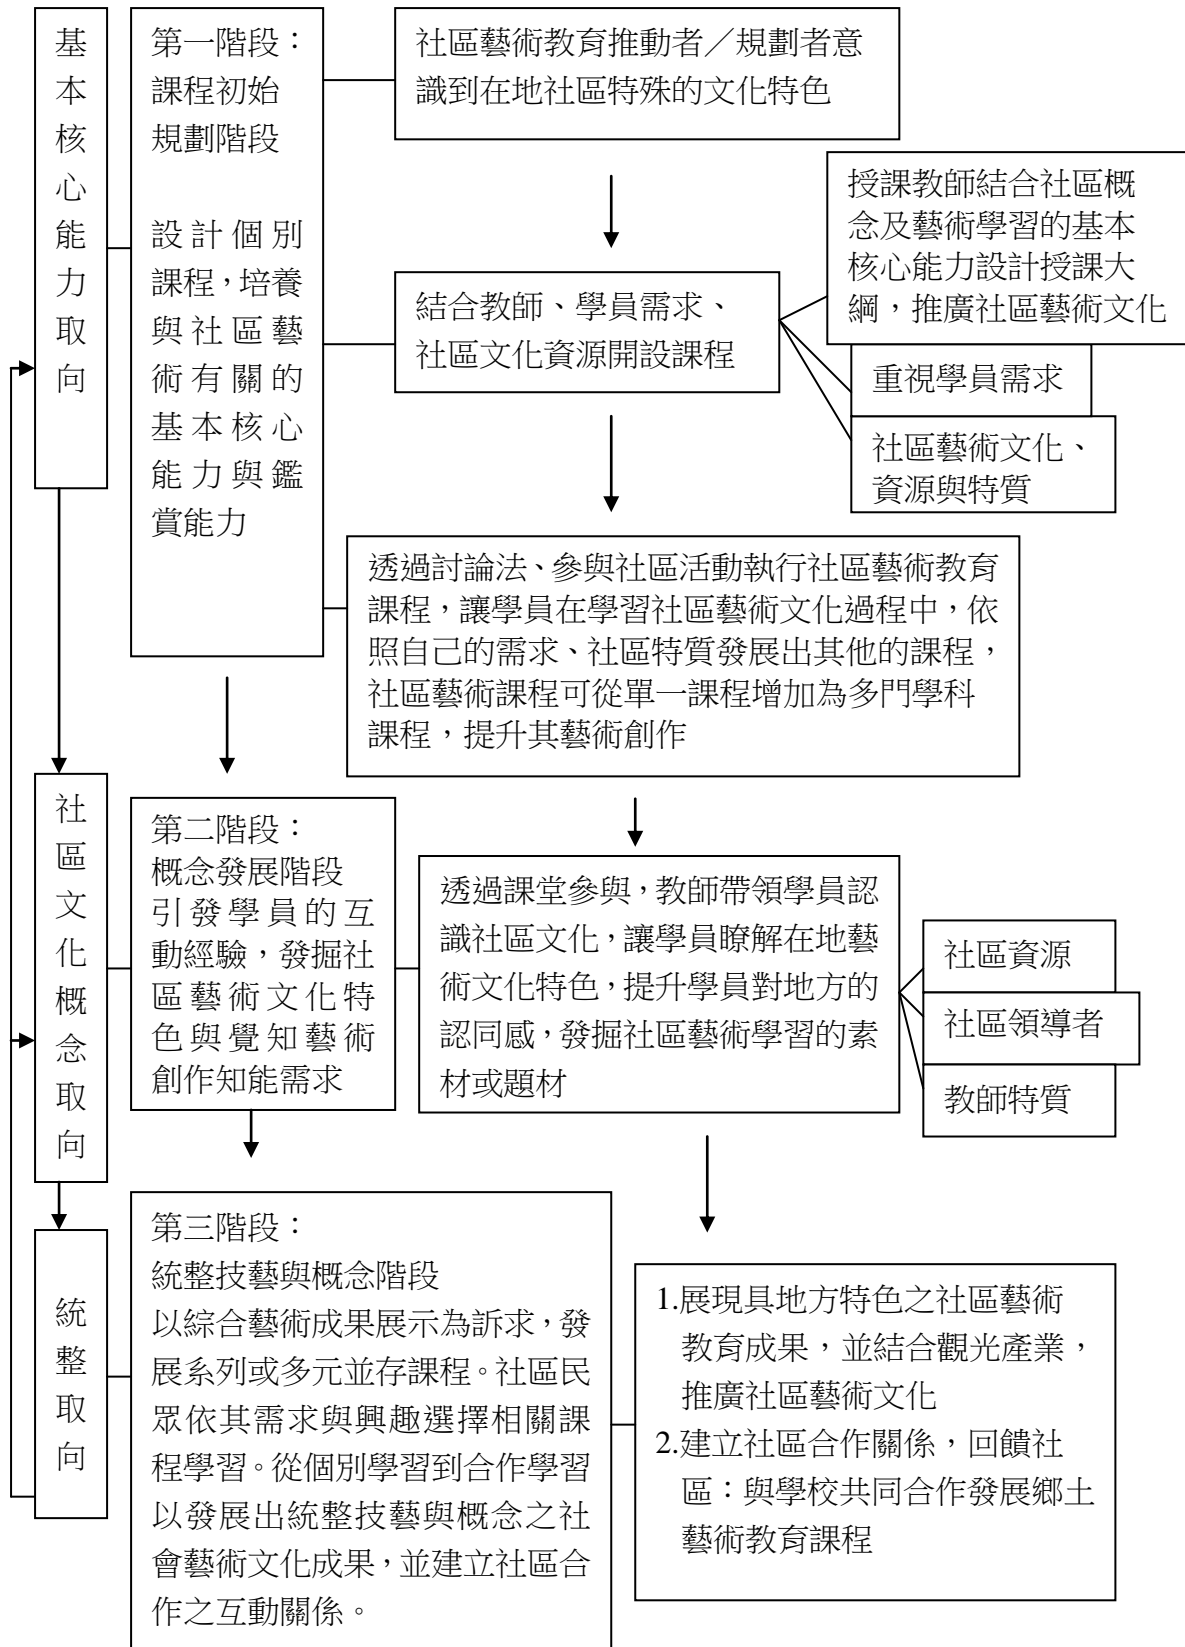 基本核心能力取向
第一階段：
課程初始
規劃階段
設計個別
課程，培養
與社區藝
術有關的
基本核心
能力與鑑
賞能力
社區藝術教育推動者／規劃者意
識到在地社區特殊的文化特色
結合教師、學員需求、
社區文化資源開設課程
授課教師結合社區概
念及藝術學習的基本
核心能力設計授課大
綱，推廣社區藝術文化
重視學員需求
社區藝術文化、
資源與特質
透過討論法、參與社區活動執行社區藝術教育
課程，讓學員在學習社區藝術文化過程中，依
照自己的需求、社區特質發展出其他的課程，
社區藝術課程可從單一課程增加為多門學科
課程，提升其藝術創作
社區文化概念取向
第二階段：
概念發展階段
引發學員的互
動經驗，發掘社
區藝術文化特
色與覺知藝術
創作知能需求
透過課堂參與，教師帶領學員認
識社區文化，讓學員瞭解在地藝
術文化特色，提升學員對地方的
認同感，發掘社區藝術學習的素
材或題材
社區資源
社區領導者
教師特質
統整取向
第三階段：
統整技藝與概念階段
以綜合藝術成果展示為訴求，發
展系列或多元並存課程。社區民
眾依其需求與興趣選擇相關課
程學習。從個別學習到合作學習
以發展出統整技藝與概念之社
會藝術文化成果，並建立社區合
作之互動關係。
1.展現具地方特色之社區藝術
教育成果，並結合觀光產業，
推廣社區藝術文化
2.建立社區合作關係，回饋社
區：與學校共同合作發展鄉土
藝術教育課程